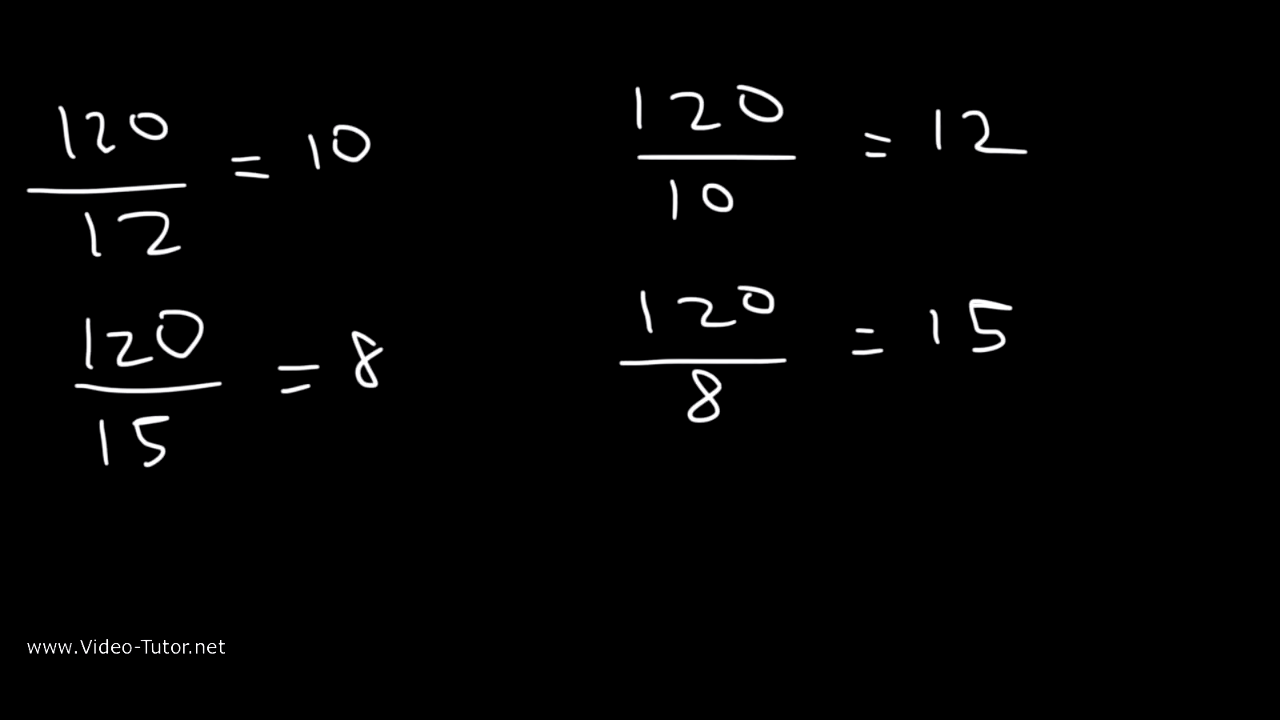 120/12 = 10
120/10 = 12
120/15 = 8
120/8 = 15
www.Video-Tutor.net